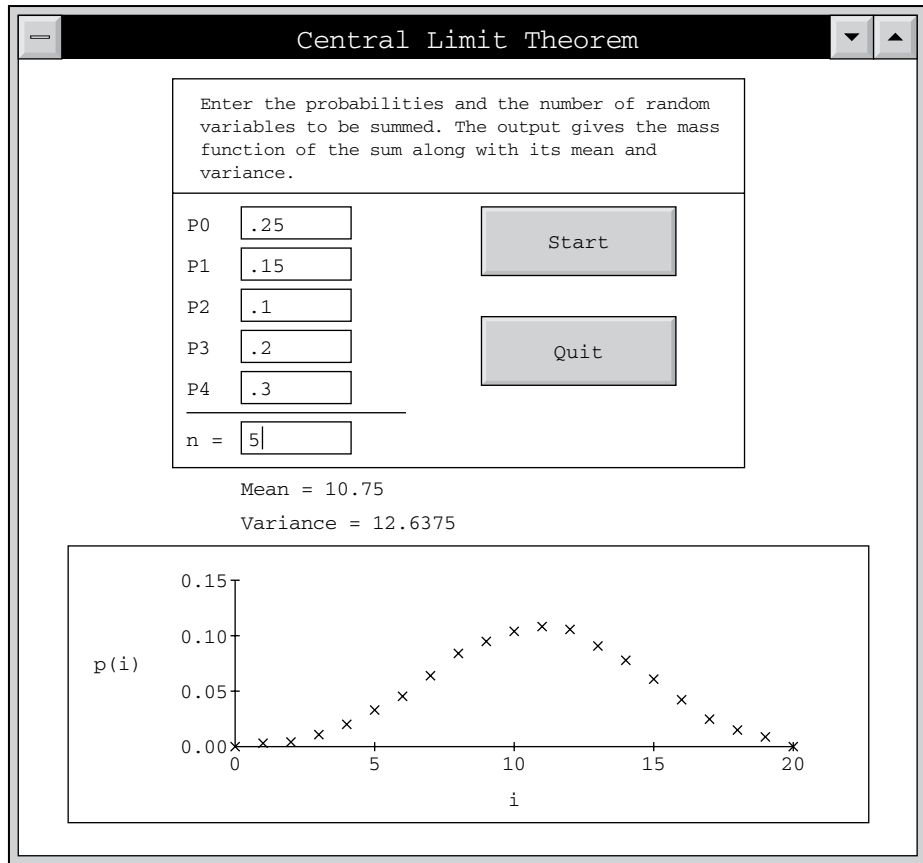 Central Limit Theorem
Enter the probabilities and the number of random
variables to be summed. The output gives the mass
function of the sum along with its mean and
variance.
P0 .25
Start
P1 .15
P2 .1
Quit
P3 .2
P4 .3
n = 5
Mean = 10.75
Variance = 12.6375
0.15
0.10
p(i)
0.05
0.00
0 5 10 15 20
i